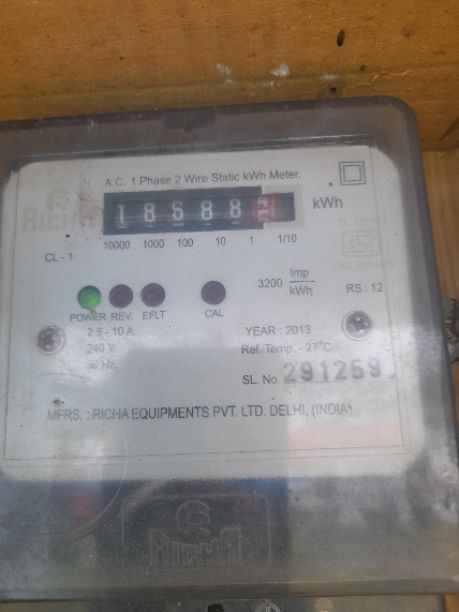 A.C. 1 Phase 2 Wire Static kWh Meter.
RICHA
18688
kWh
10000 1000 100 10 1 1/10
CL - 1
3200 Imp/kWh
RS : 12
POWER REV. EFLT CAL
2.5 - 10 A
240 V
50 Hz.
YEAR : 2013
Ref. Temp. - 27°C
SL. No. 291259
MFRS. : RICHA EQUIPMENTS PVT. LTD. DELHI, (INDIA)
RICHA